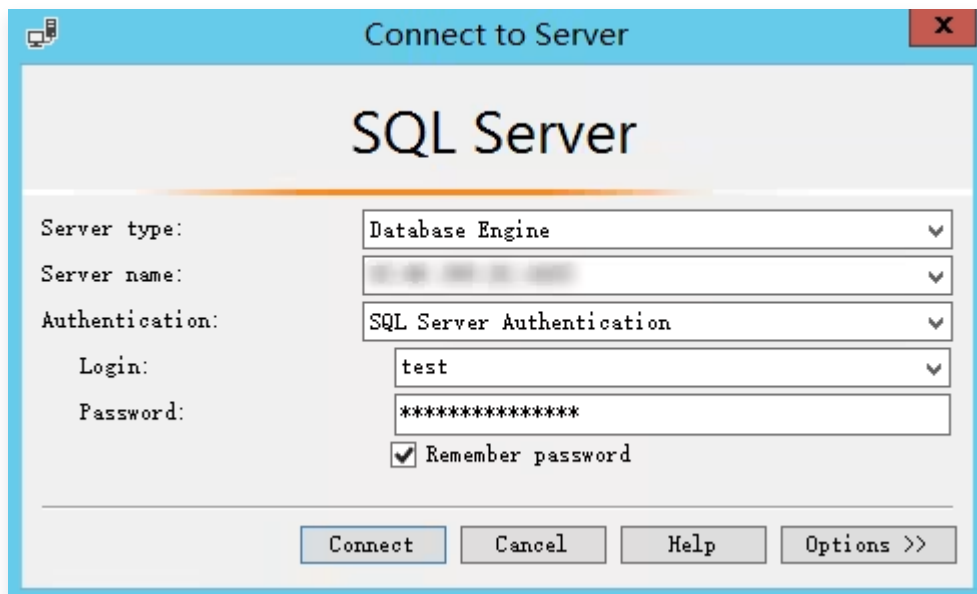 Connect to Server
SQL Server
Server type: Database Engine
Server name:
Authentication: SQL Server Authentication
Login: test
Password: ***************
Remember password
Connect Cancel Help Options >>